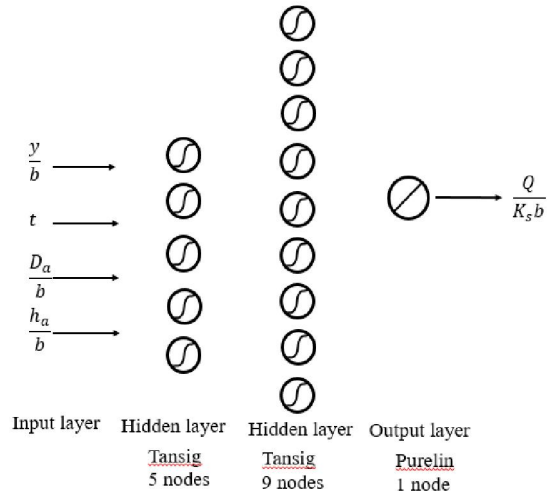 y
b
t
D_a
b
h_a
b
Q
K_s b
Input layer
Hidden layer
Hidden layer
Output layer
Tansig
Tansig
Purelin
5 nodes
9 nodes
1 node